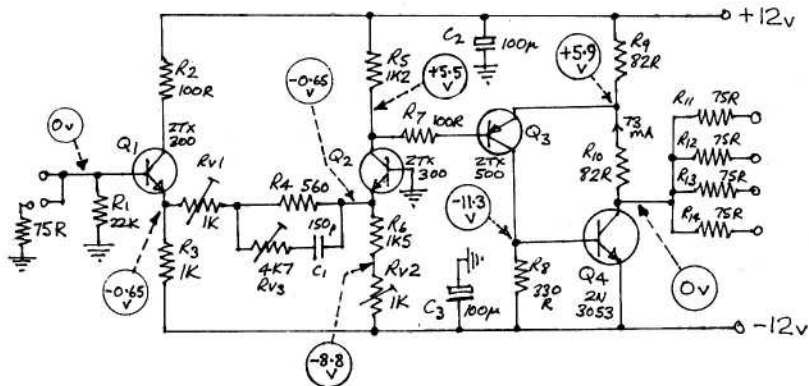 +12v
C2
100µ
R9
82R
R2
100R
-0.65
v
R5
1K2
+5.5
v
+5.9
v
R11
75R
0v
Q1
ZTX
300
R7
100R
Q3
73
mA
R12
75R
Q2
ZTX
300
ZTX
500
R10
82R
R13
75R
RV1
1K
R4 560
-11.3
v
R14
75R
R1
22K
150p
C1
R6
1K5
75R
R3
1K
4K7
RV3
RV2
1K
C3
100µ
R8
330
R
Q4
2N
3053
0v
-0.65
v
-12v
-8.8
v